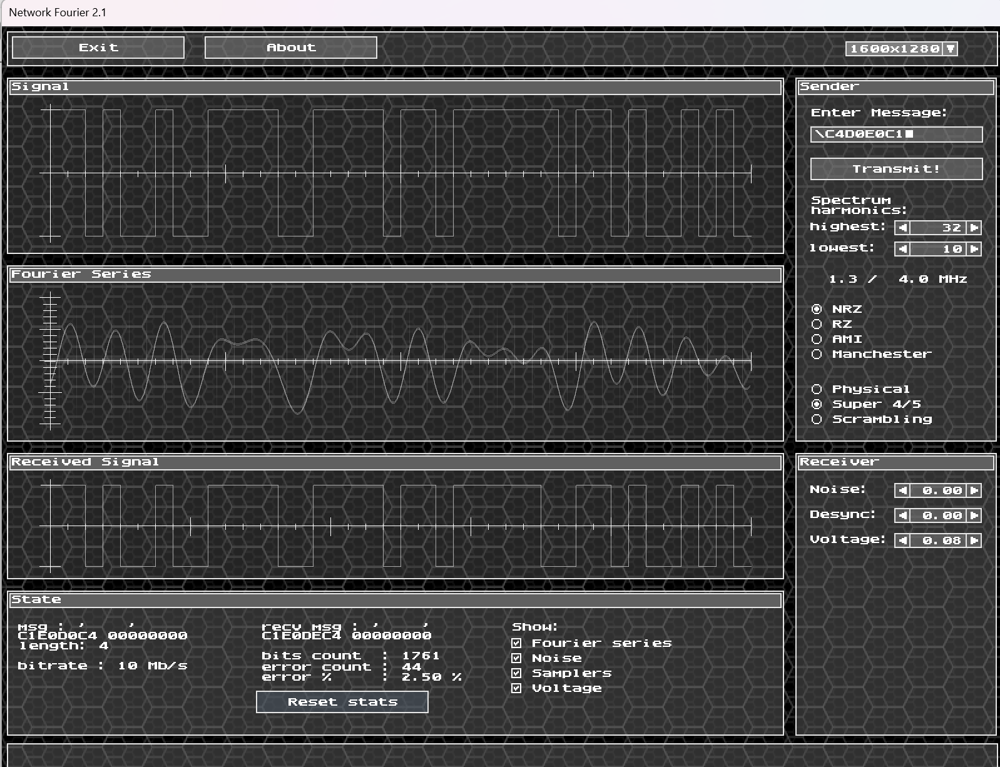 Network Fourier 2.1
Exit
About
1600x1280
Signal
Sender
Enter Message:
\C4D0E0C1
Transmit!
Spectrum
harmonics:
highest: 32
lowest: 10
1.3 / 4.0 MHz
NRZ
RZ
AMI
Manchester
Physical
Super 4/5
Scrambling
Fourier Series
Received Signal
Receiver
Noise: 0.00
Desync: 0.00
Voltage: 0.08
State
msg : ' '
C1E0D0C4 00000000
length: 4
bitrate : 10 Mb/s
recv msg : ' '
C1E0DEC4 00000000
bits count : 1761
error count : 44
error % : 2.50 %
Reset stats
Show:
Fourier series
Noise
Samplers
Voltage